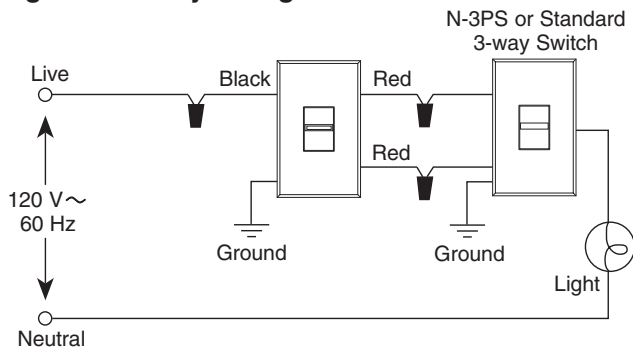 N-3PS or Standard
3-way Switch
Live
Black
Red
Red
120 V~
60 Hz
Ground
Ground
Light
Neutral